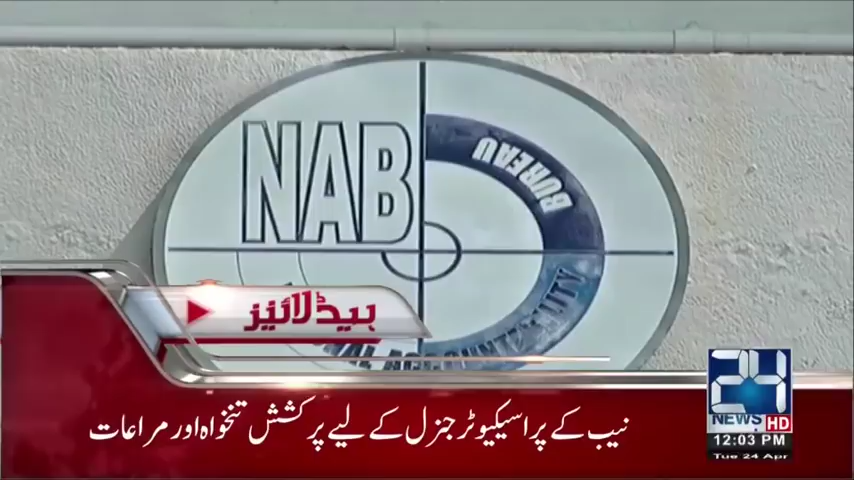 NAB
BUREAU
ہیڈلائنز
نیب کے پراسیکیوٹر جنرل کے لیے پرکشش تنخواہ اور مراعات
24
NEWS HD
12:03 PM
Tue 24 Apr